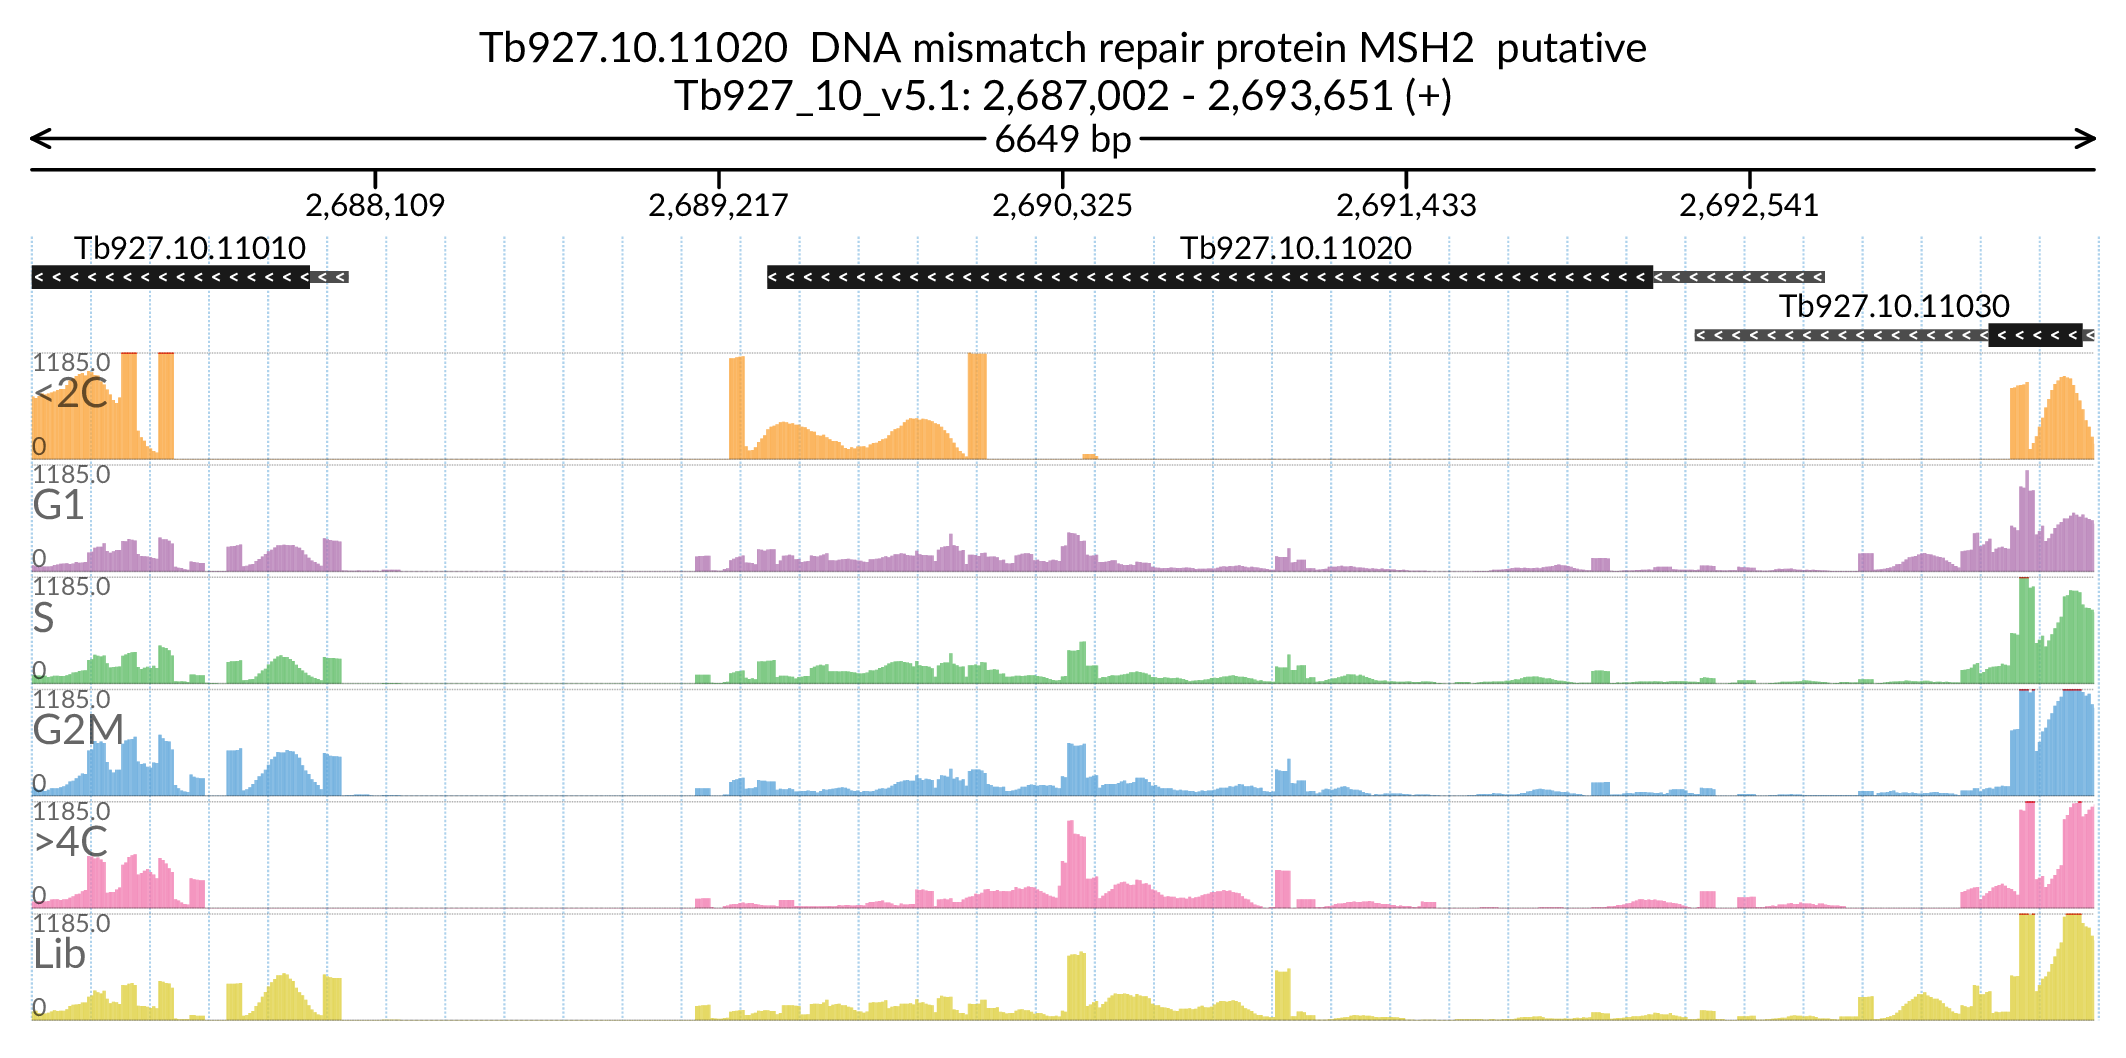 Tb927.10.11020 DNA mismatch repair protein MSH2 putative
Tb927_10_v5.1: 2,687,002 - 2,693,651 (+)
6649 bp
2,688,109 2,689,217 2,690,325 2,691,433 2,692,541
Tb927.10.11010 Tb927.10.11020
Tb927.10.11030
1185.0
<2C
0
1185.0
G1
0
1185.0
S
0
1185.0
G2M
0
1185.0
>4C
0
1185.0
Lib
0